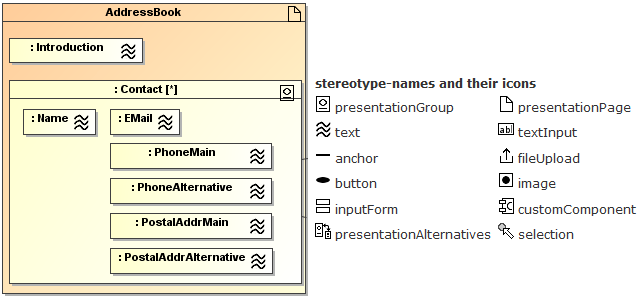 AddressBook
: Introduction
: Contact [*]
: Name
: EMail
: PhoneMain
: PhoneAlternative
: PostalAddrMain
: PostalAddrAlternative
stereotype-names and their icons
presentationGroup
presentationPage
text
ab|
textInput
anchor
fileUpload
button
image
inputForm
customComponent
presentationAlternatives
selection